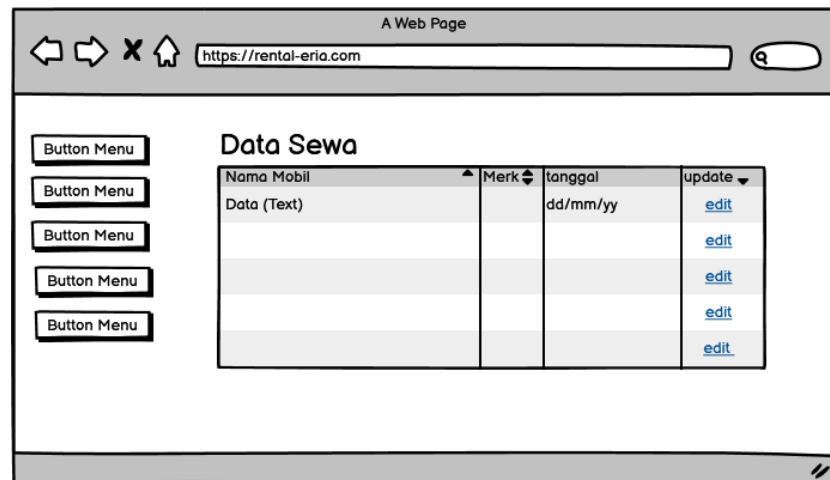 A Web Page
https://rental-eria.com
Data Sewa
Button Menu
Button Menu
Button Menu
Button Menu
Button Menu
Nama Mobil Merk tanggal update
Data (Text) dd/mm/yy edit
edit
edit
edit
edit